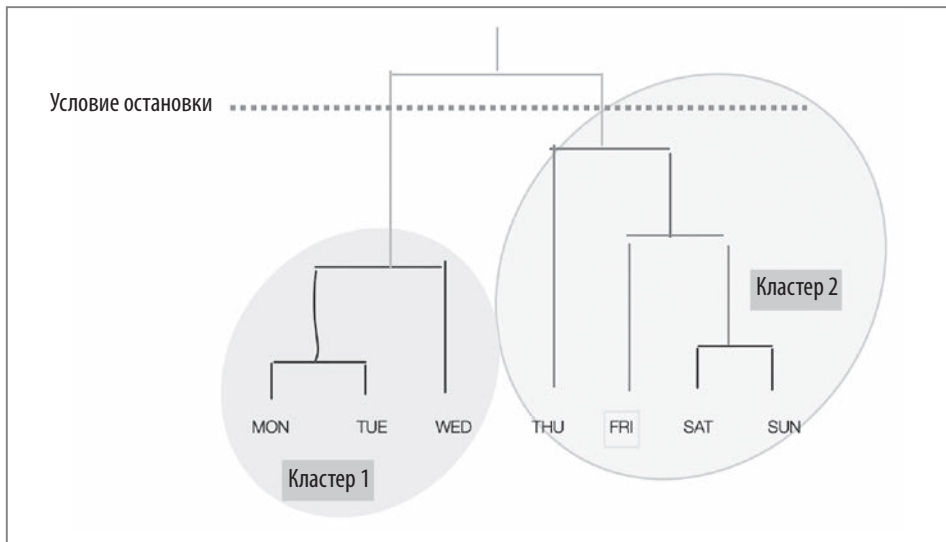 Условие остановки
Кластер 2
MON TUE WED THU FRI SAT SUN
Кластер 1